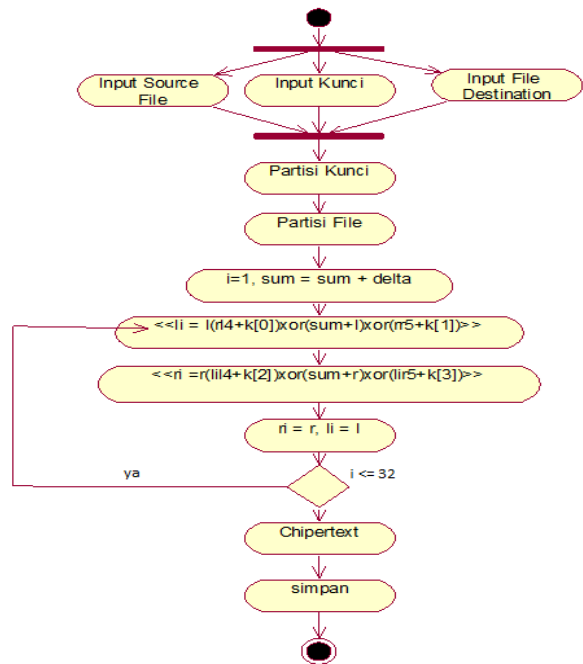 Input Source
File
Input Kunci
Input File
Destination
Partisi Kunci
Partisi File
i=1, sum = sum + delta
<<li = l(rl4+k[0])xor(sum+l)xor(rr5+k[1])>>
<<ri =r(lil4+k[2])xor(sum+r)xor(lir5+k[3])>>
ri = r, li = l
ya
i <= 32
Chipertext
simpan